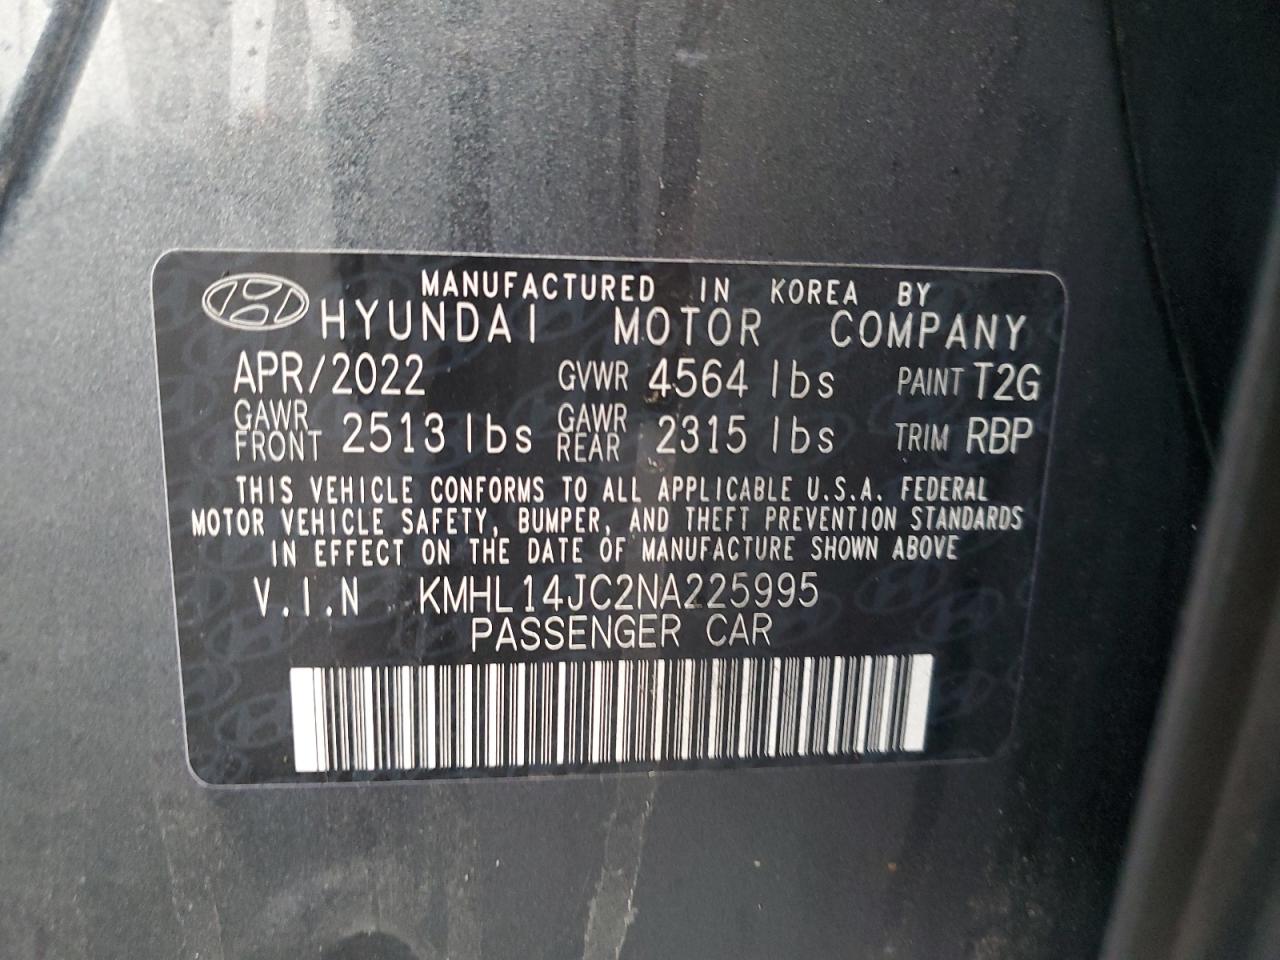 MANUFACTURED IN KOREA BY
HYUNDAI MOTOR COMPANY
APR/2022 GVWR 4564 lbs PAINT T2G
GAWR FRONT 2513 lbs GAWR REAR 2315 lbs TRIM RBP
THIS VEHICLE CONFORMS TO ALL APPLICABLE U.S.A. FEDERAL
MOTOR VEHICLE SAFETY, BUMPER, AND THEFT PREVENTION STANDARDS
IN EFFECT ON THE DATE OF MANUFACTURE SHOWN ABOVE
V.I.N KMHL14JC2NA225995
PASSENGER CAR